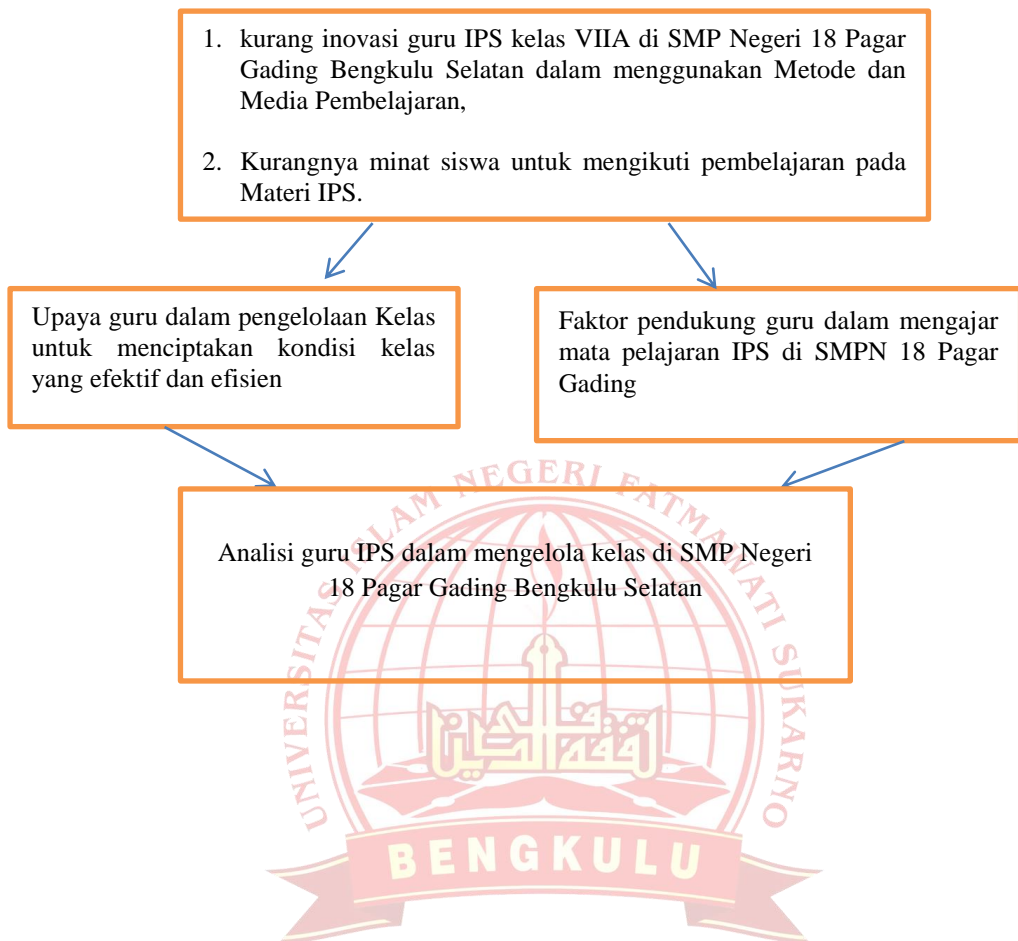 1. kurang inovasi guru IPS kelas VIIA di SMP Negeri 18 Pagar
Gading Bengkulu Selatan dalam menggunakan Metode dan
Media Pembelajaran,
2. Kurangnya minat siswa untuk mengikuti pembelajaran pada
Materi IPS.
Upaya guru dalam pengelolaan Kelas
untuk menciptakan kondisi kelas
yang efektif dan efisien
Faktor pendukung guru dalam mengajar
mata pelajaran IPS di SMPN 18 Pagar
Gading
Analisi guru IPS dalam mengelola kelas di SMP Negeri
18 Pagar Gading Bengkulu Selatan
UNIVERSITAS ISLAM NEGERI FATMAWATI SUKARNO
BENGKULU